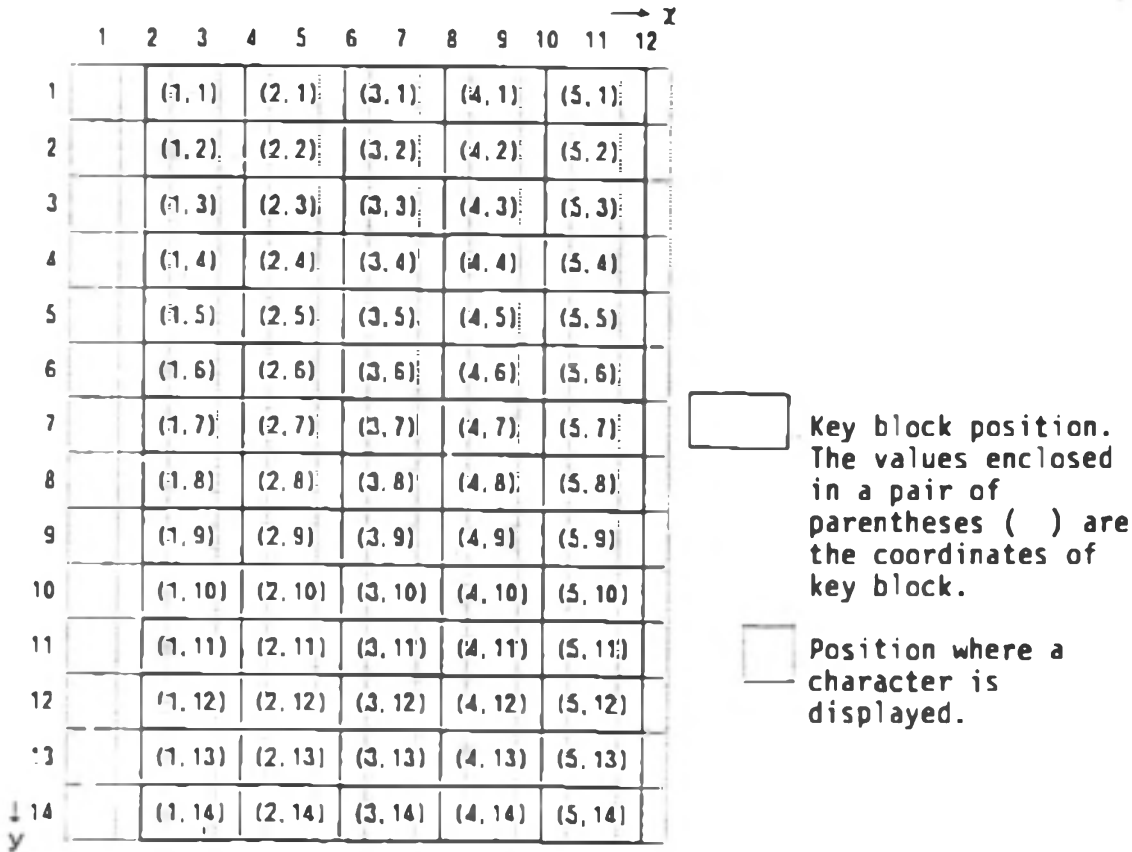 → x
1 2 3 4 5 6 7 8 9 10 11 12
1 (1, 1) (2, 1) (3, 1) (4, 1) (5, 1)
2 (1, 2) (2, 2) (3, 2) (4, 2) (5, 2)
3 (1, 3) (2, 3) (3, 3) (4, 3) (5, 3)
4 (1, 4) (2, 4) (3, 4) (4, 4) (5, 4)
5 (1, 5) (2, 5) (3, 5) (4, 5) (5, 5)
6 (1, 6) (2, 6) (3, 6) (4, 6) (5, 6)
7 (1, 7) (2, 7) (3, 7) (4, 7) (5, 7)
8 (1, 8) (2, 8) (3, 8) (4, 8) (5, 8)
9 (1, 9) (2, 9) (3, 9) (4, 9) (5, 9)
10 (1, 10) (2, 10) (3, 10) (4, 10) (5, 10)
11 (1, 11) (2, 11) (3, 11) (4, 11) (5, 11)
12 (1, 12) (2, 12) (3, 12) (4, 12) (5, 12)
13 (1, 13) (2, 13) (3, 13) (4, 13) (5, 13)
↓ 14 (1, 14) (2, 14) (3, 14) (4, 14) (5, 14)
y
Key block position.
The values enclosed
in a pair of
parentheses ( ) are
the coordinates of
key block.
Position where a
character is
displayed.